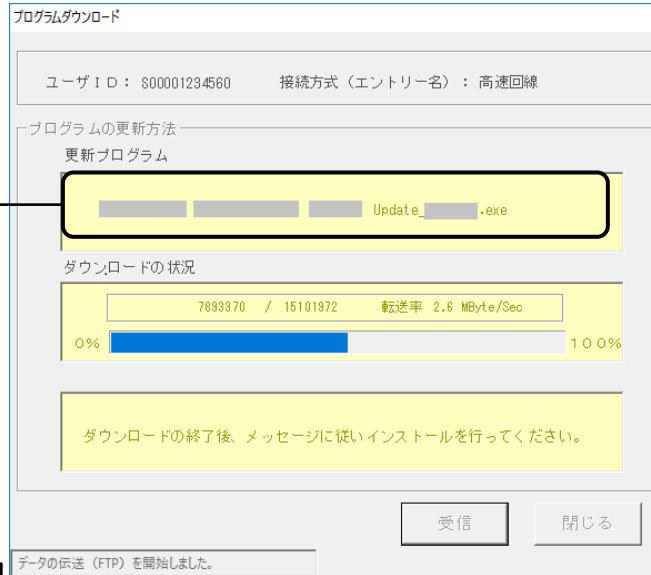 プログラムダウンロード
ユーザＩＤ： S00001234560 接続方式（エントリー名）： 高速回線
プログラムの更新方法
更新プログラム
Update_ .exe
ダウンロードの状況
7893370 / 15101972 転送率 2.6 MByte/Sec
0% １００%
ダウンロードの終了後、メッセージに従いインストールを行ってください。
受信 閉じる
データの伝送（FTP）を開始しました。